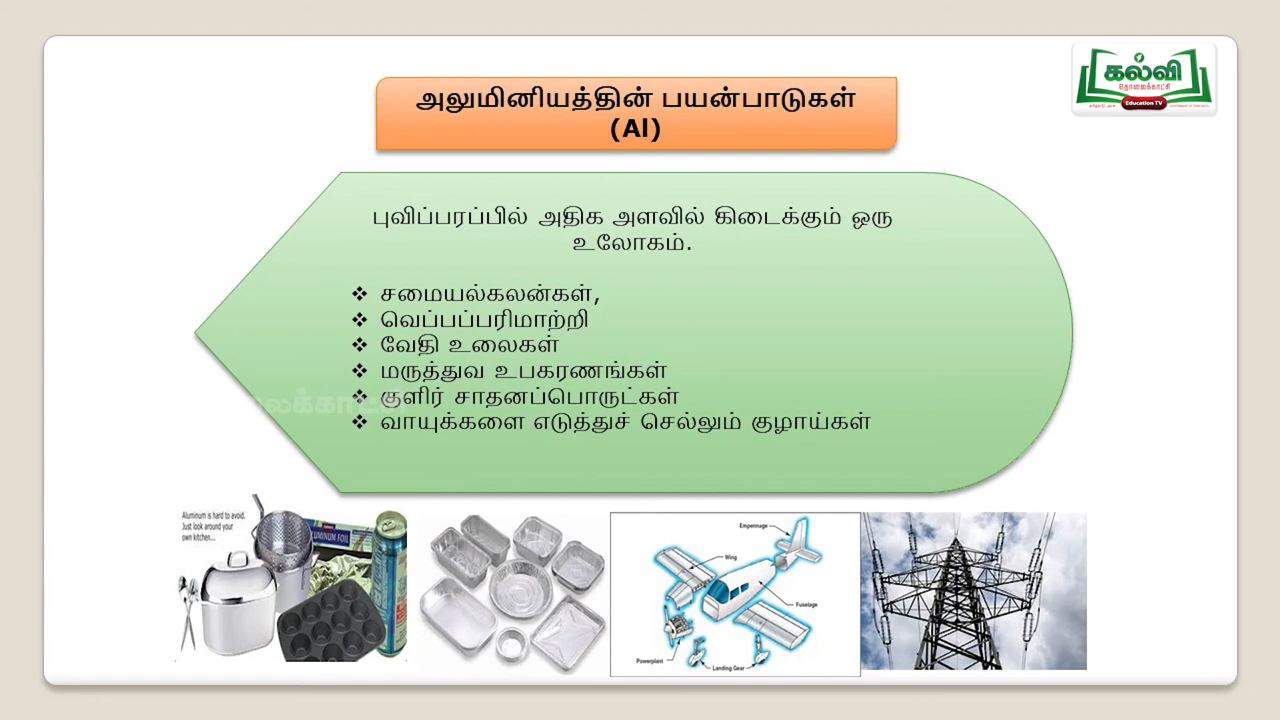 அலுமினியத்தின் பயன்பாடுகள்
(Al)
கல்வி
தொலைக்காட்சி
Education TV
புவிப்பரப்பில் அதிக அளவில் கிடைக்கும் ஒரு
உலோகம்.
❖ சமையல்கலன்கள்,
❖ வெப்பப்பரிமாற்றி
❖ வேதி உலைகள்
❖ மருத்துவ உபகரணங்கள்
❖ குளிர் சாதனப்பொருட்கள்
❖ வாயுக்களை எடுத்துச் செல்லும் குழாய்கள்
Aluminum is hard to avoid.
Just look around your
own kitchen...
Empennage
Wing
Fuselage
Powerplant
Landing Gear